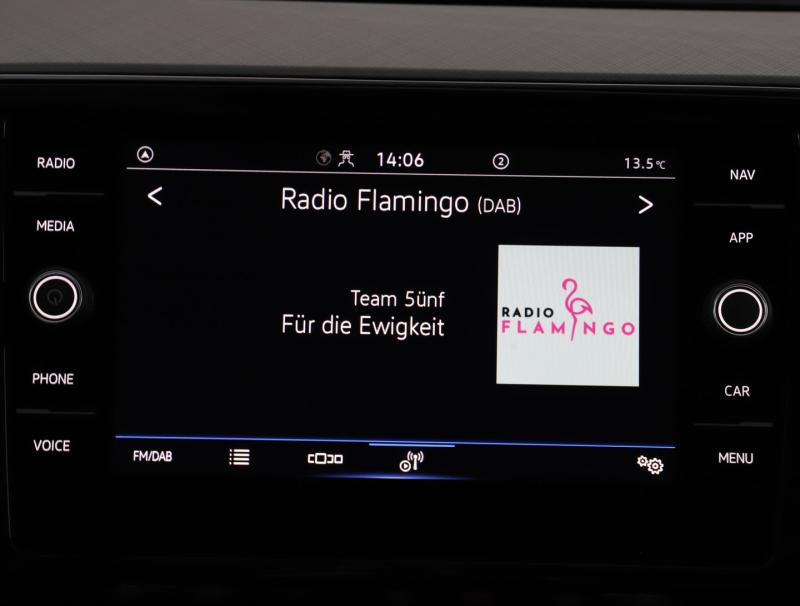 RADIO
MEDIA
PHONE
VOICE
14:06
2
13.5°C
< Radio Flamingo (DAB) >
Team 5ünf
Für die Ewigkeit
RADIO
FLAMINGO
FM/DAB
NAV
APP
CAR
MENU